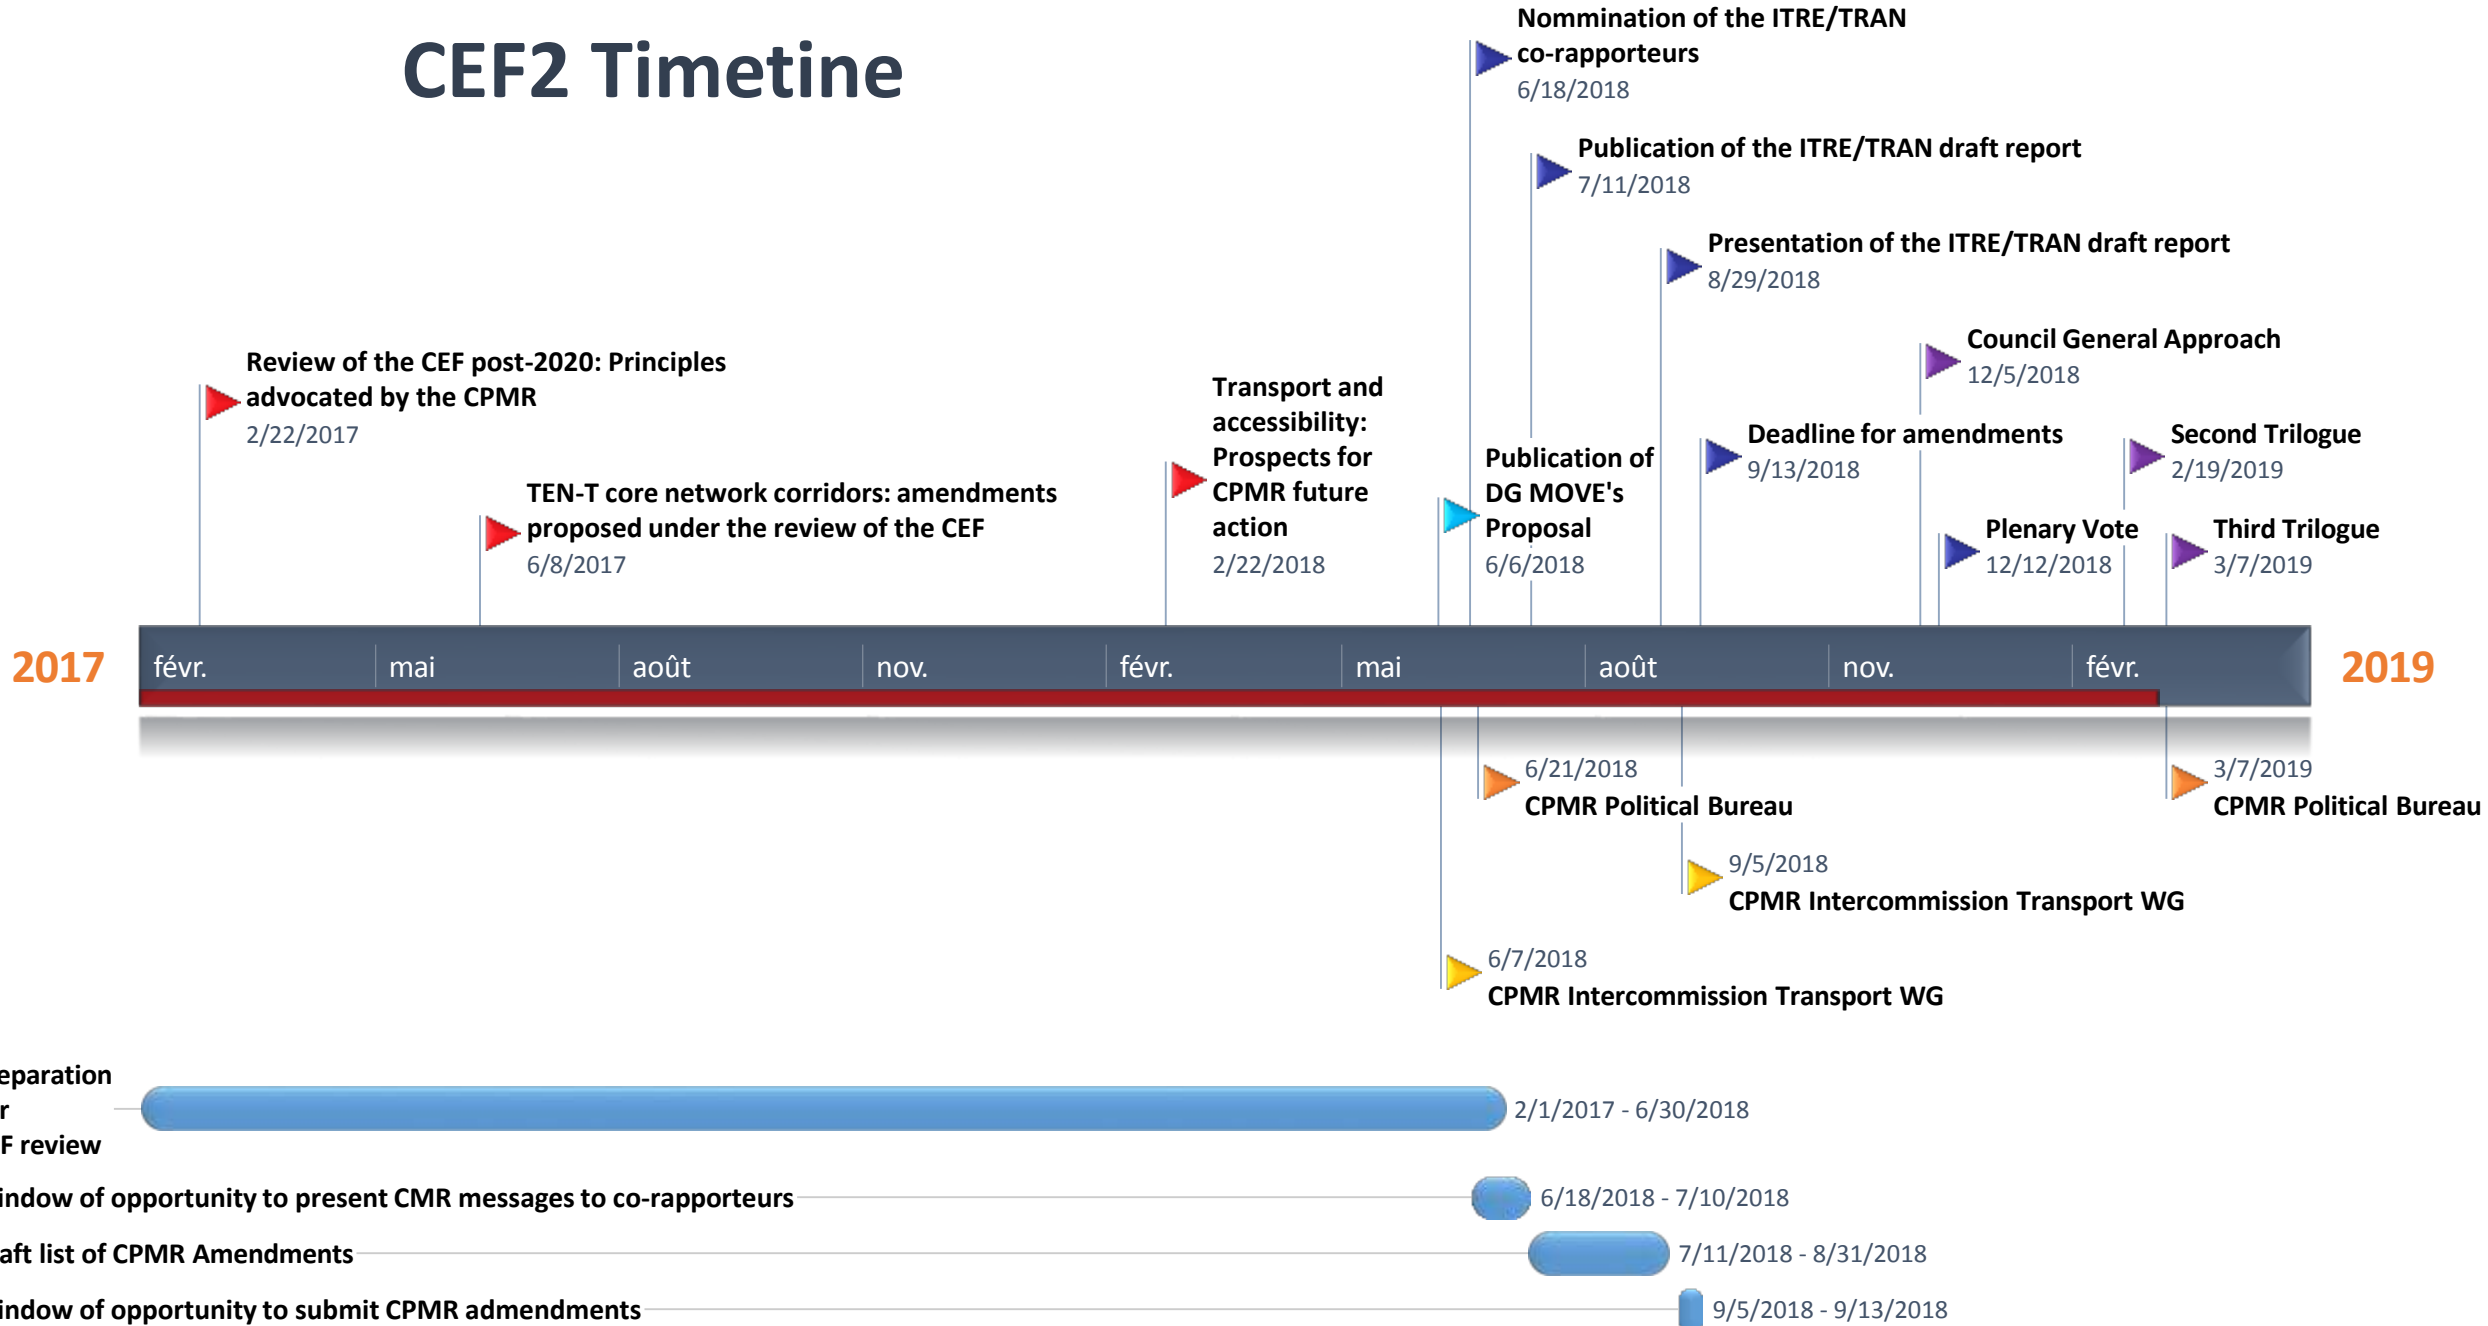 CEF2 Timetine
Nommination of the ITRE/TRAN
co-rapporteurs
6/18/2018
Publication of the ITRE/TRAN draft report
7/11/2018
Presentation of the ITRE/TRAN draft report
8/29/2018
Council General Approach
12/5/2018
Review of the CEF post-2020: Principles
advocated by the CPMR
2/22/2017
Transport and
accessibility:
Prospects for
CPMR future
action
2/22/2018
Publication of
DG MOVE's
Proposal
6/6/2018
Deadline for amendments
9/13/2018
Second Trilogue
2/19/2019
TEN-T core network corridors: amendments
proposed under the review of the CEF
6/8/2017
Plenary Vote
12/12/2018
Third Trilogue
3/7/2019
2017
févr.
mai
août
nov.
févr.
mai
août
nov.
févr.
2019
6/21/2018
CPMR Political Bureau
3/7/2019
CPMR Political Bureau
9/5/2018
CPMR Intercommission Transport WG
6/7/2018
CPMR Intercommission Transport WG
eparation
r
F review
2/1/2017 - 6/30/2018
indow of opportunity to present CMR messages to co-rapporteurs
6/18/2018 - 7/10/2018
aft list of CPMR Amendments
7/11/2018 - 8/31/2018
indow of opportunity to submit CPMR admendments
9/5/2018 - 9/13/2018